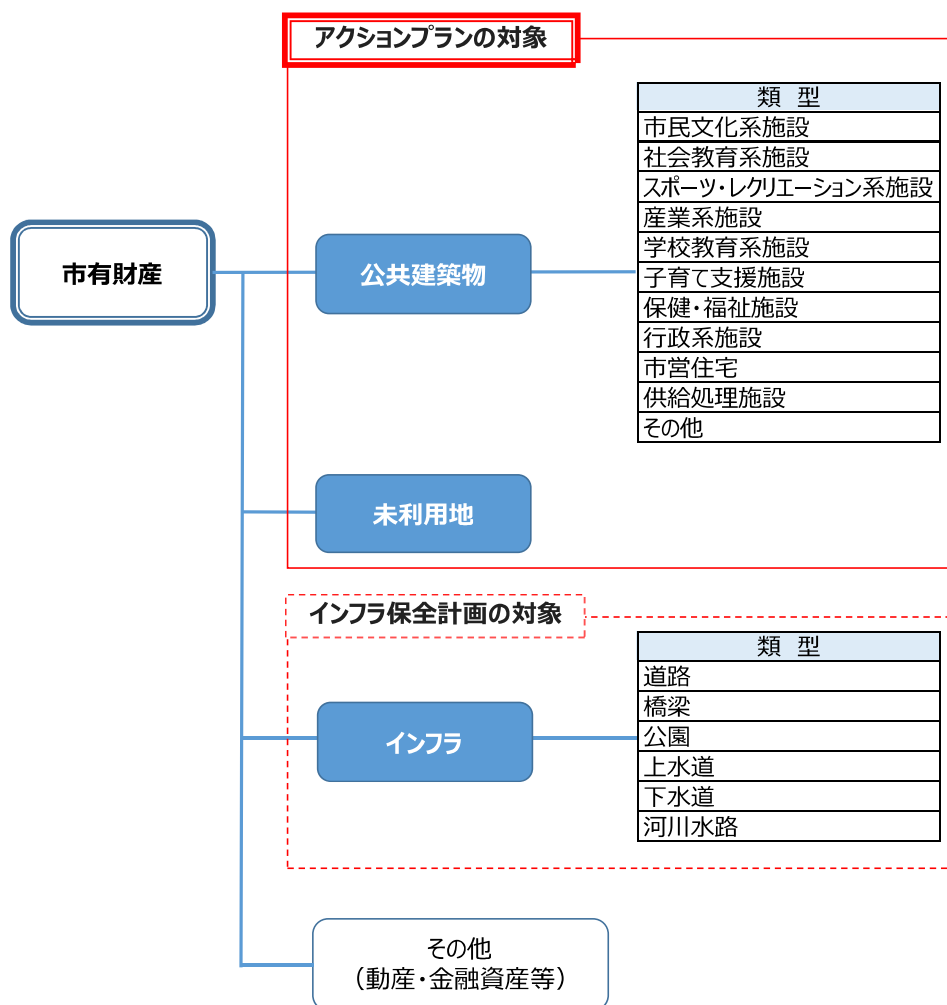 アクションプランの対象
類 型
市民文化系施設
社会教育系施設
スポーツ・レクリエーション系施設
産業系施設
学校教育系施設
子育て支援施設
保健・福祉施設
行政系施設
市営住宅
供給処理施設
その他
市有財産
公共建築物
未利用地
インフラ保全計画の対象
類 型
道路
橋梁
公園
上水道
下水道
河川水路
インフラ
その他
（動産・金融資産等）